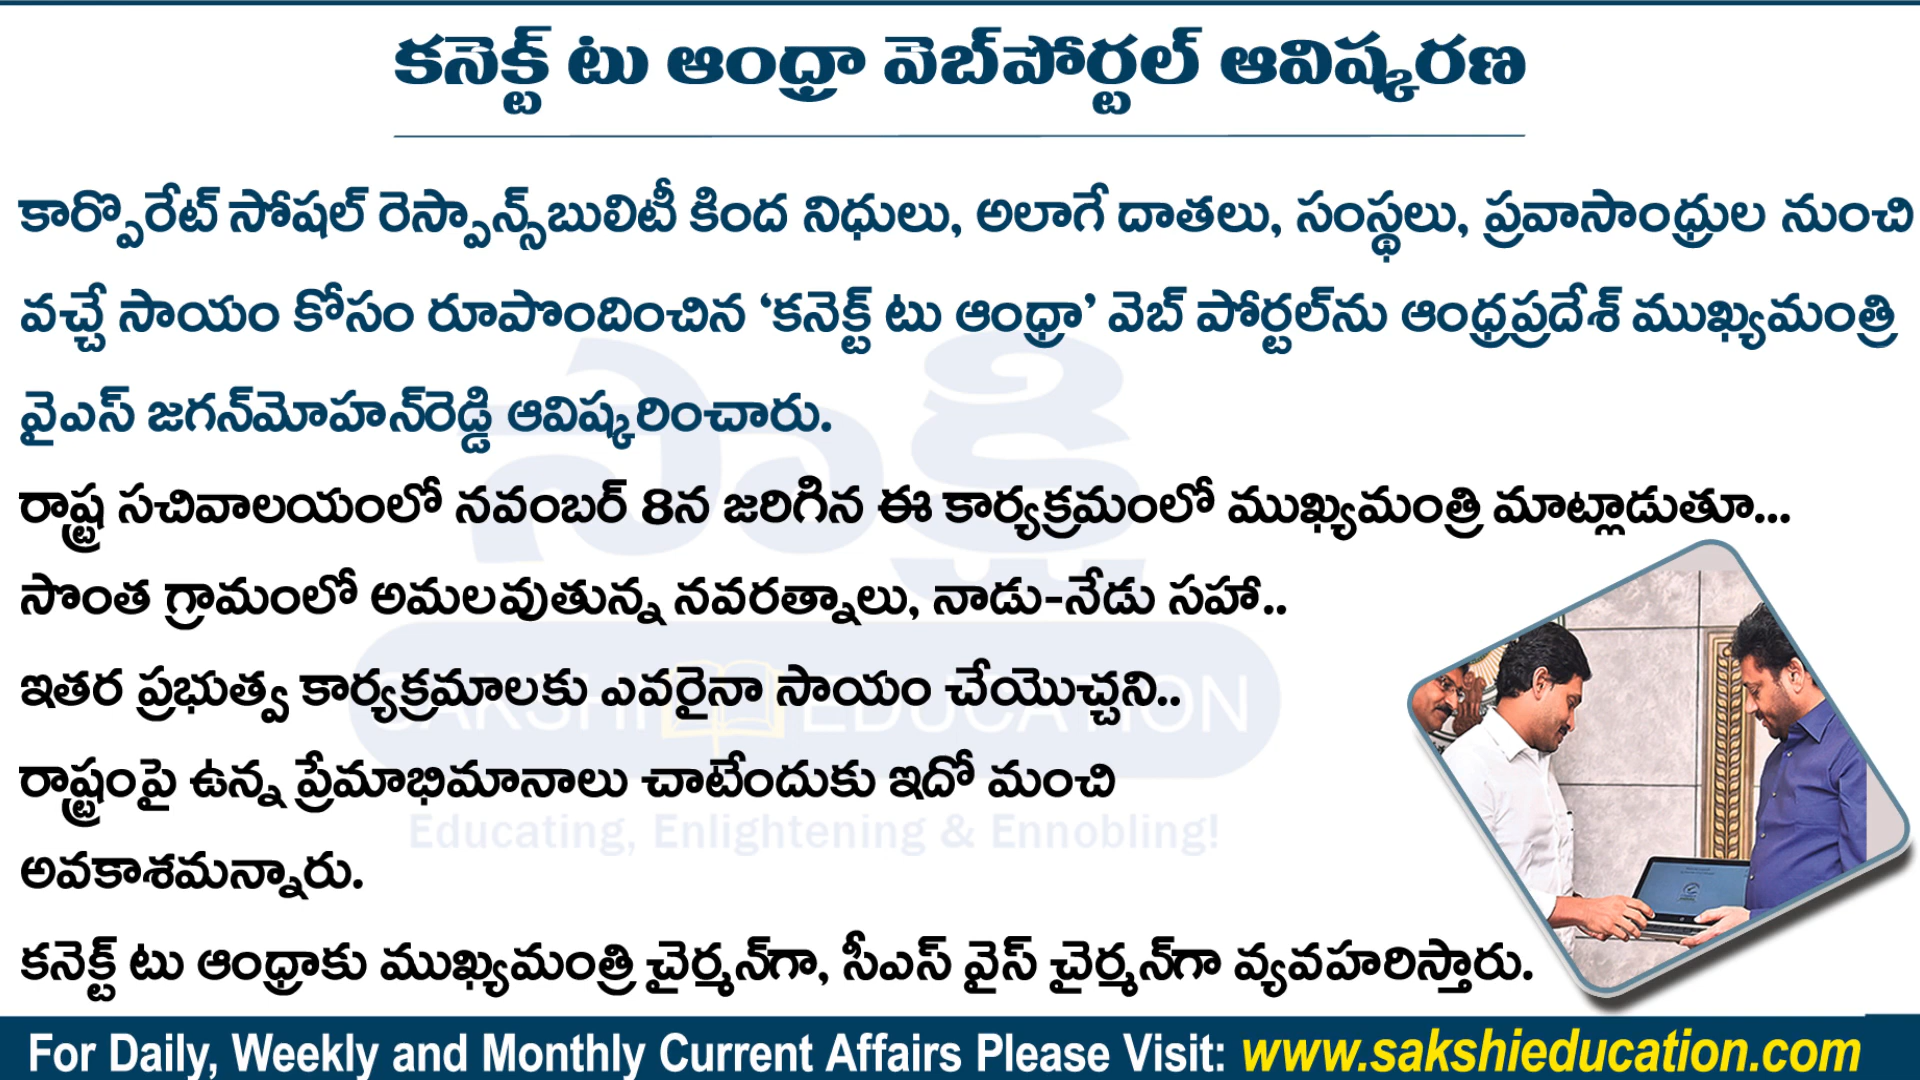 కనెక్ట్ టు ఆంధ్రా వెబ్‌పోర్టల్ ఆవిష్కరణ
కార్పొరేట్ సోషల్ రెస్పాన్స్‌బులిటీ కింద నిధులు, అలాగే దాతలు, సంస్థలు, ప్రవాసాంధ్రుల నుంచి
వచ్చే సాయం కోసం రూపొందించిన ‘కనెక్ట్ టు ఆంధ్రా’ వెబ్ పోర్టల్‌ను ఆంధ్రప్రదేశ్ ముఖ్యమంత్రి
వైఎస్ జగన్‌మోహన్‌రెడ్డి ఆవిష్కరించారు.
రాష్ట్ర సచివాలయంలో నవంబర్ 8న జరిగిన ఈ కార్యక్రమంలో ముఖ్యమంత్రి మాట్లాడుతూ...
సొంత గ్రామంలో అమలవుతున్న నవరత్నాలు, నాడు-నేడు సహా..
ఇతర ప్రభుత్వ కార్యక్రమాలకు ఎవరైనా సాయం చేయొచ్చని..
రాష్ట్రంపై ఉన్న ప్రేమాభిమానాలు చాటేందుకు ఇదో మంచి
అవకాశమన్నారు.
కనెక్ట్ టు ఆంధ్రాకు ముఖ్యమంత్రి చైర్మన్‌గా, సీఎస్ వైస్ చైర్మన్‌గా వ్యవహరిస్తారు.
సాక్షి
SAKSHI EDUCATION
Educating, Enlightening & Ennobling!
For Daily, Weekly and Monthly Current Affairs Please Visit: www.sakshieducation.com